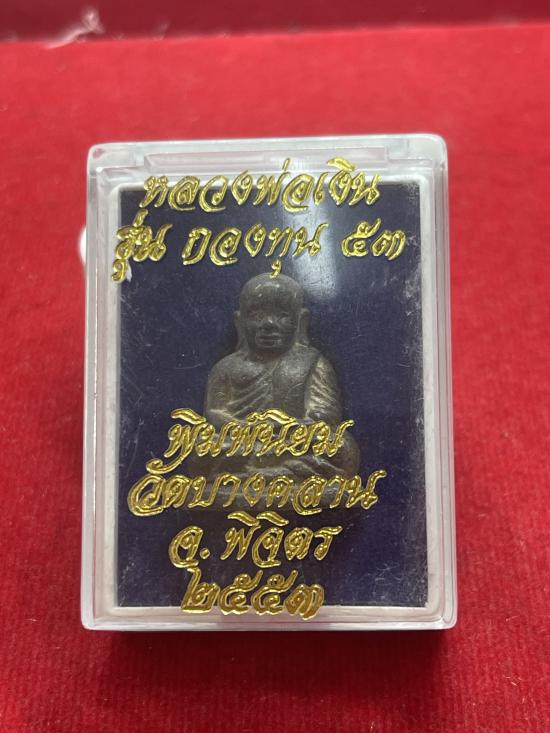 หลวงพ่อเงิน
รุ่น กองทุน ๕๓
พิมพ์นิยม
วัดบางคลาน
จ.พิจิตร
๒๕๕๓